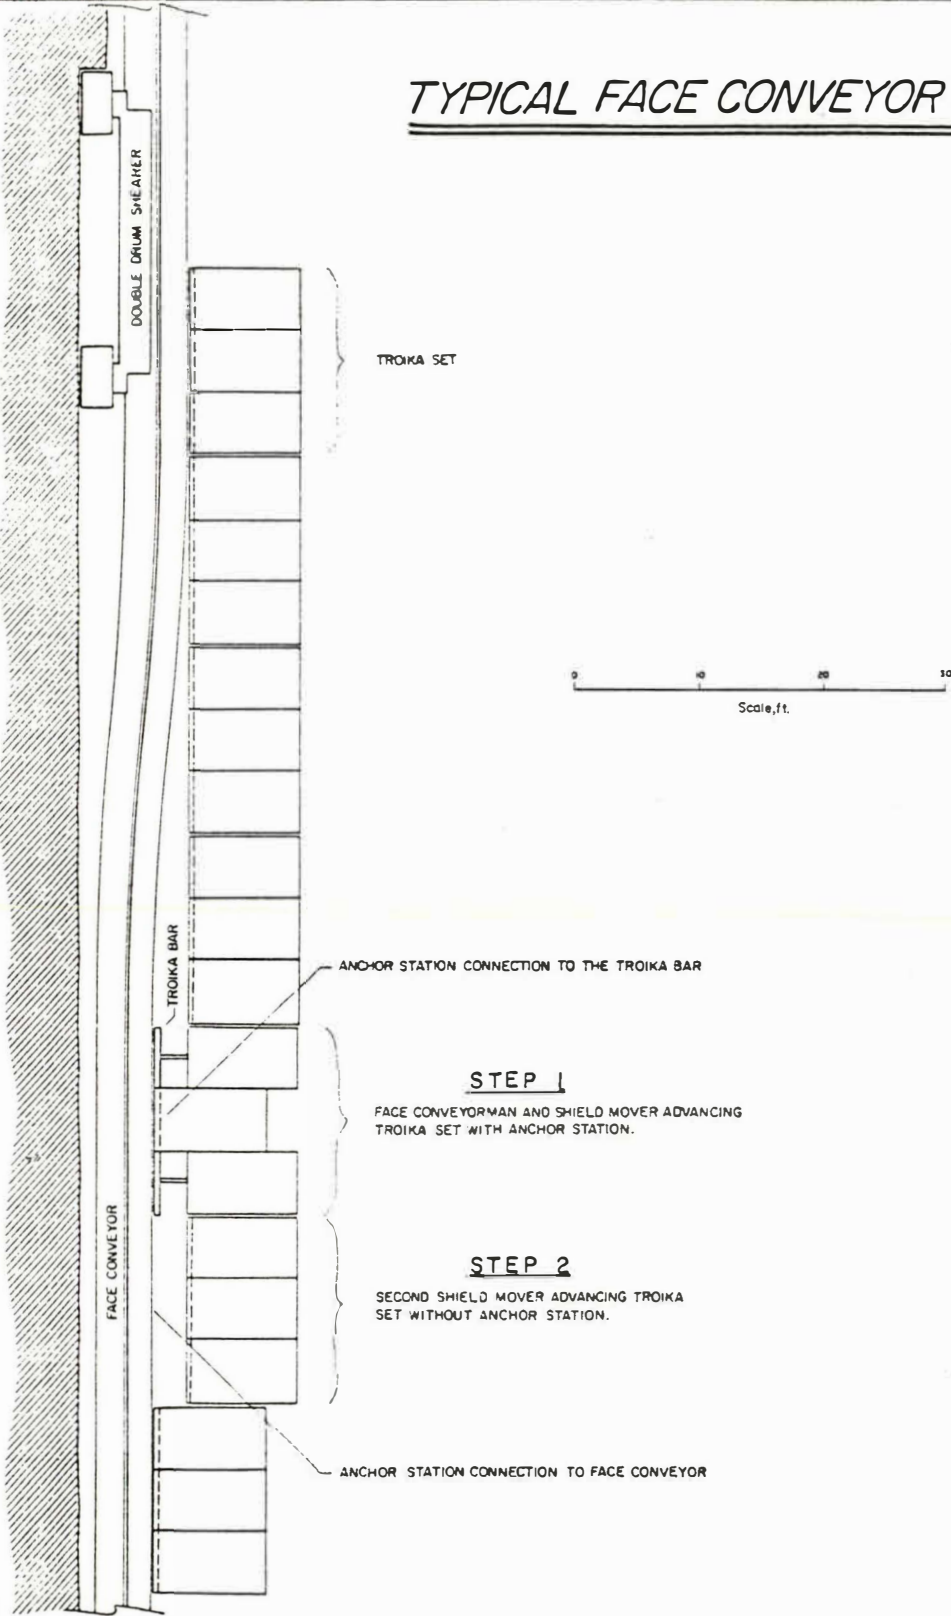 TYPICAL FACE CONVEYOR
DOUBLE DRUM SHEARER
TROIKA SET
0 10 20 30
Scale, ft.
TROIKA BAR
ANCHOR STATION CONNECTION TO THE TROIKA BAR
STEP 1
FACE CONVEYORMAN AND SHIELD MOVER ADVANCING
TROIKA SET WITH ANCHOR STATION.
FACE CONVEYOR
STEP 2
SECOND SHIELD MOVER ADVANCING TROIKA
SET WITHOUT ANCHOR STATION.
ANCHOR STATION CONNECTION TO FACE CONVEYOR